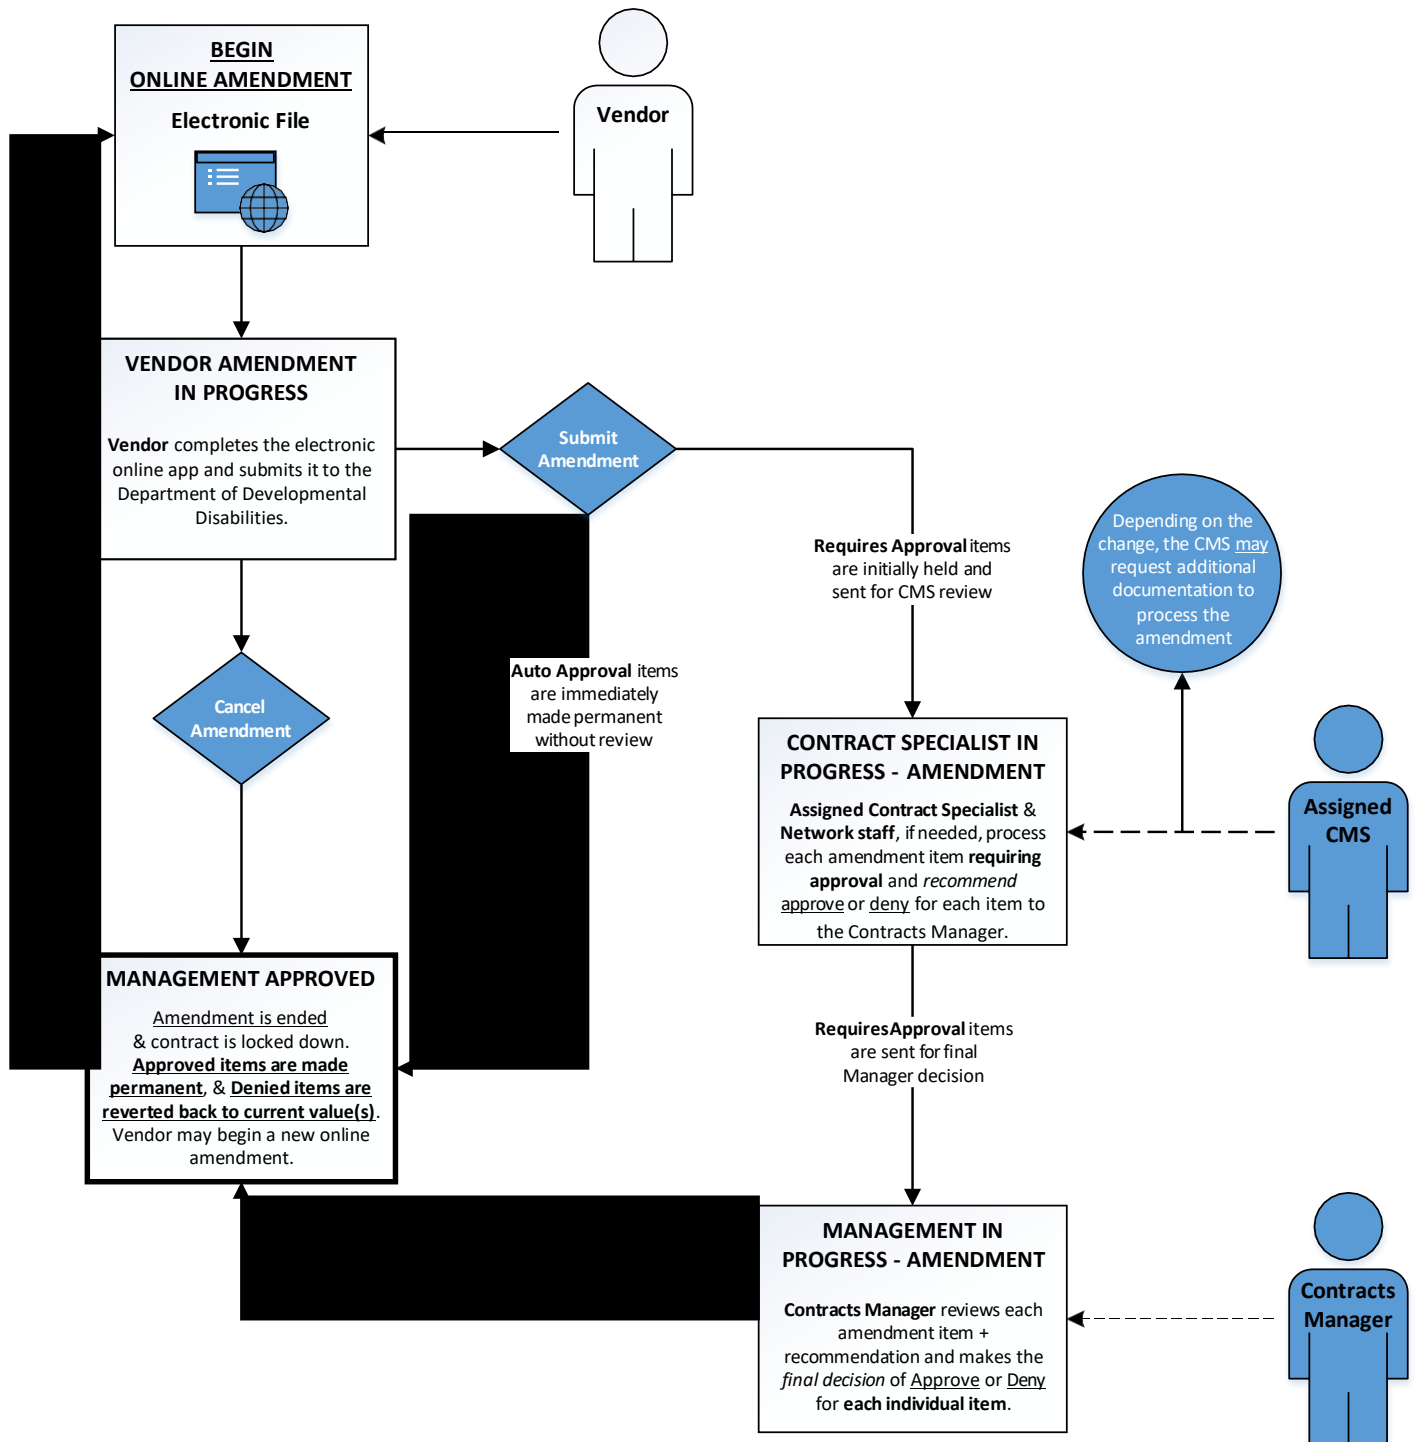 BEGIN
ONLINE AMENDMENT
Electronic File
Vendor
VENDOR AMENDMENT
IN PROGRESS
Vendor completes the electronic
online app and submits it to the
Department of Developmental
Disabilities.
Submit
Amendment
Requires Approval items
are initially held and
sent for CMS review
Depending on the
change, the CMS may
request additional
documentation to
process the
amendment
Auto Approval items
are immediately
made permanent
without review
Cancel
Amendment
CONTRACT SPECIALIST IN
PROGRESS - AMENDMENT
Assigned Contract Specialist &
Network staff, if needed, process
each amendment item requiring
approval and recommend
approve or deny for each item to
the Contracts Manager.
Assigned
CMS
MANAGEMENT APPROVED
Amendment is ended
& contract is locked down.
Approved items are made
permanent, & Denied items are
reverted back to current value(s).
Vendor may begin a new online
amendment.
Requires Approval items
are sent for final
Manager decision
MANAGEMENT IN
PROGRESS - AMENDMENT
Contracts Manager reviews each
amendment item +
recommendation and makes the
final decision of Approve or Deny
for each individual item.
Contracts
Manager